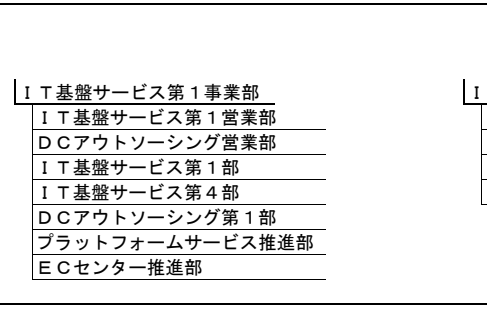 ＩＴ基盤サービス第１事業部
ＩＴ基盤サービス第１営業部
ＤＣアウトソーシング営業部
ＩＴ基盤サービス第１部
ＩＴ基盤サービス第４部
ＤＣアウトソーシング第１部
プラットフォームサービス推進部
ＥＣセンター推進部
Ｉ